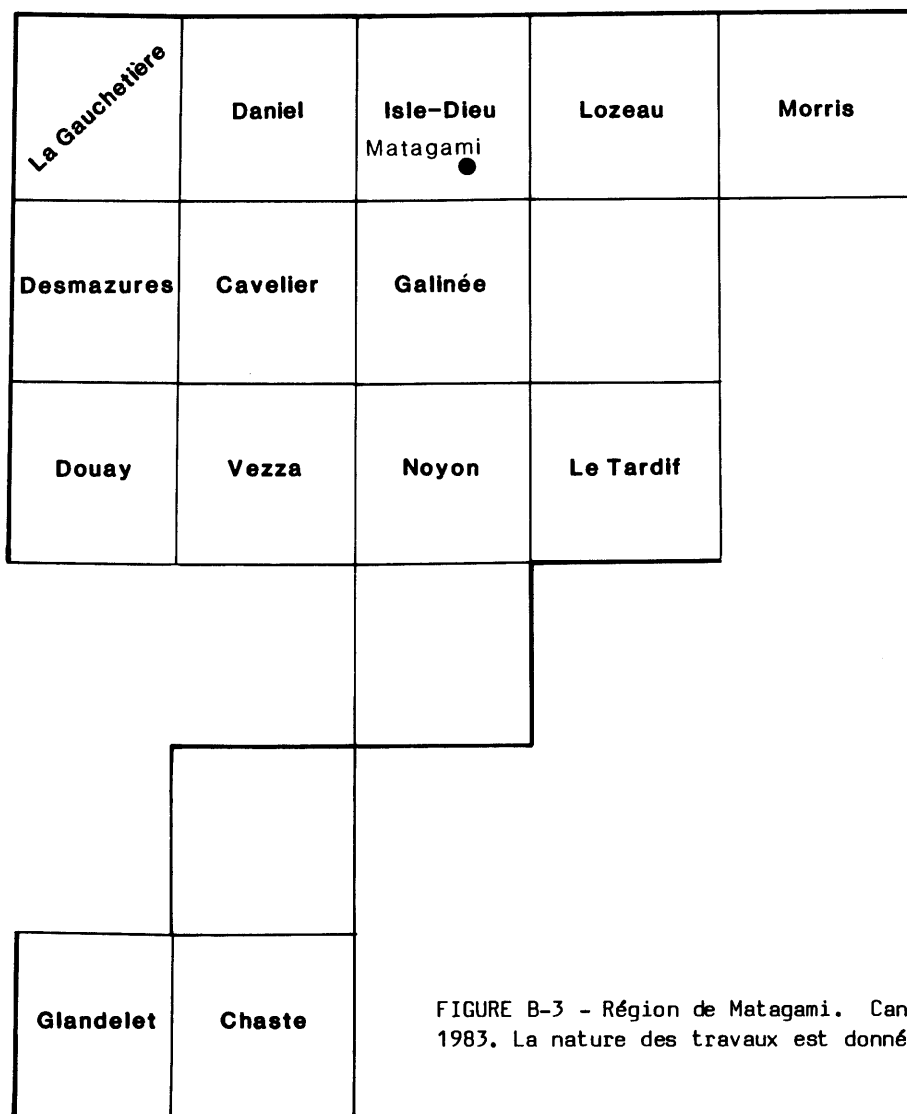 La Gauchetière
Daniel
Isle-Dieu
Lozeau
Morris
Matagami
Desmazures
Cavelier
Galinée
Douay
Vezza
Noyon
Le Tardif
Glandelet
Chaste
FIGURE B-3 - Région de Matagami. Can
1983. La nature des travaux est donné